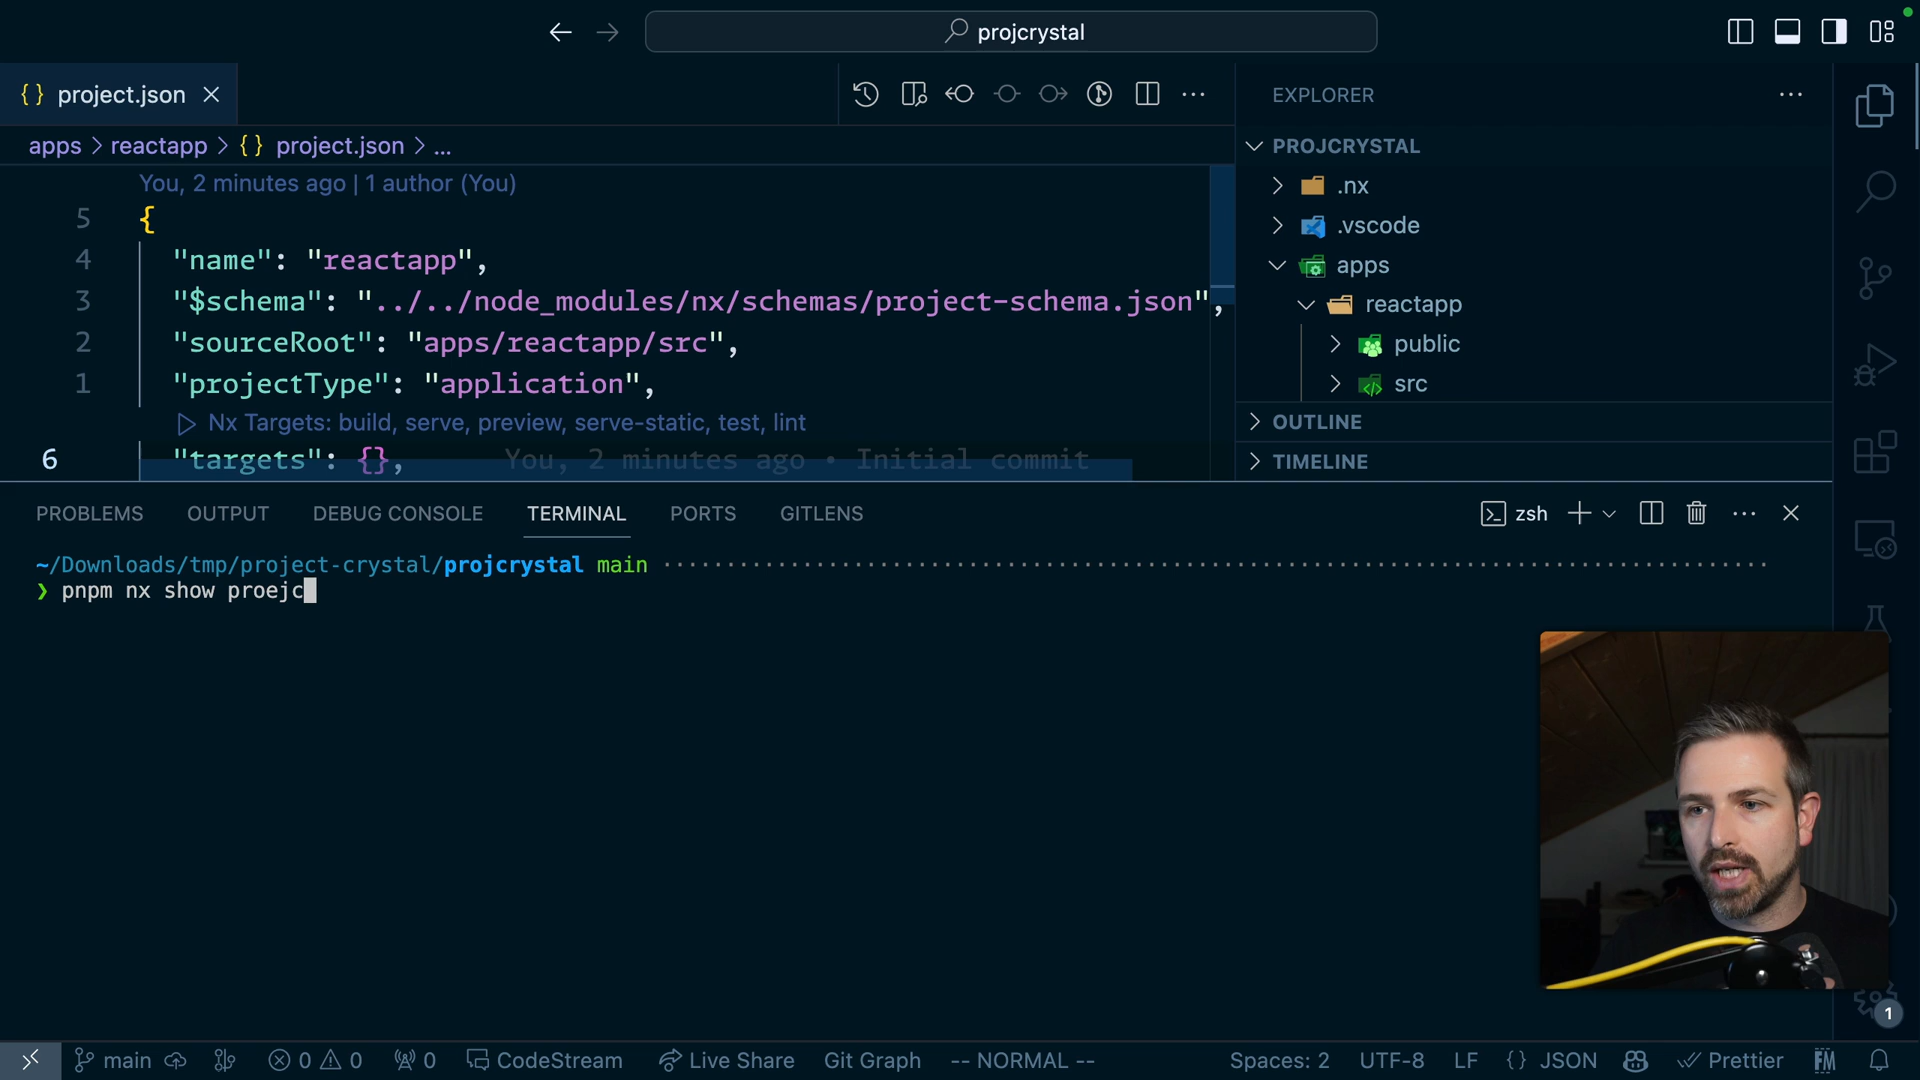 projcrystal
{ } project.json
apps > reactapp > {} project.json > ...
You, 2 minutes ago | 1 author (You)
5 {
4 "name": "reactapp",
3 "$schema": "../../node_modules/nx/schemas/project-schema.json",
2 "sourceRoot": "apps/reactapp/src",
1 "projectType": "application",
Nx Targets: build, serve, preview, serve-static, test, lint
6 "targets": {}, You, 2 minutes ago • Initial commit
EXPLORER
PROJCRYSTAL
.nx
.vscode
apps
reactapp
public
src
OUTLINE
TIMELINE
PROBLEMS OUTPUT DEBUG CONSOLE TERMINAL PORTS GITLENS
zsh
~/Downloads/tmp/project-crystal/projcrystal main
❯ pnpm nx show proejc
1
main 0 0 0 CodeStream Live Share Git Graph -- NORMAL -- Spaces: 2 UTF-8 LF {} JSON Prettier FM